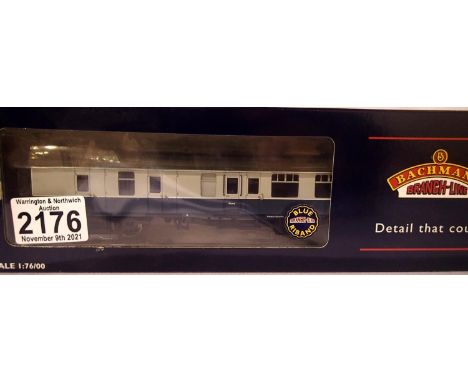 Warrington & Northwich
Auction
2176
November 9th 2021
BLUE
RIBAND
BACHMAN
BRANCH-LINE
Detail that cou
ALE 1:76/00